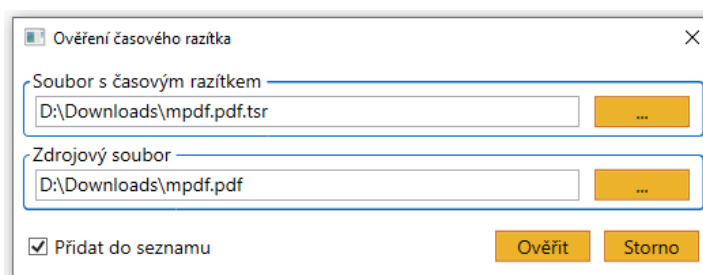 Ověření časového razítka
Soubor s časovým razítkem
D:\Downloads\mpdf.pdf.tsr ...
Zdrojový soubor
D:\Downloads\mpdf.pdf ...
Přidat do seznamu Ověřit Storno